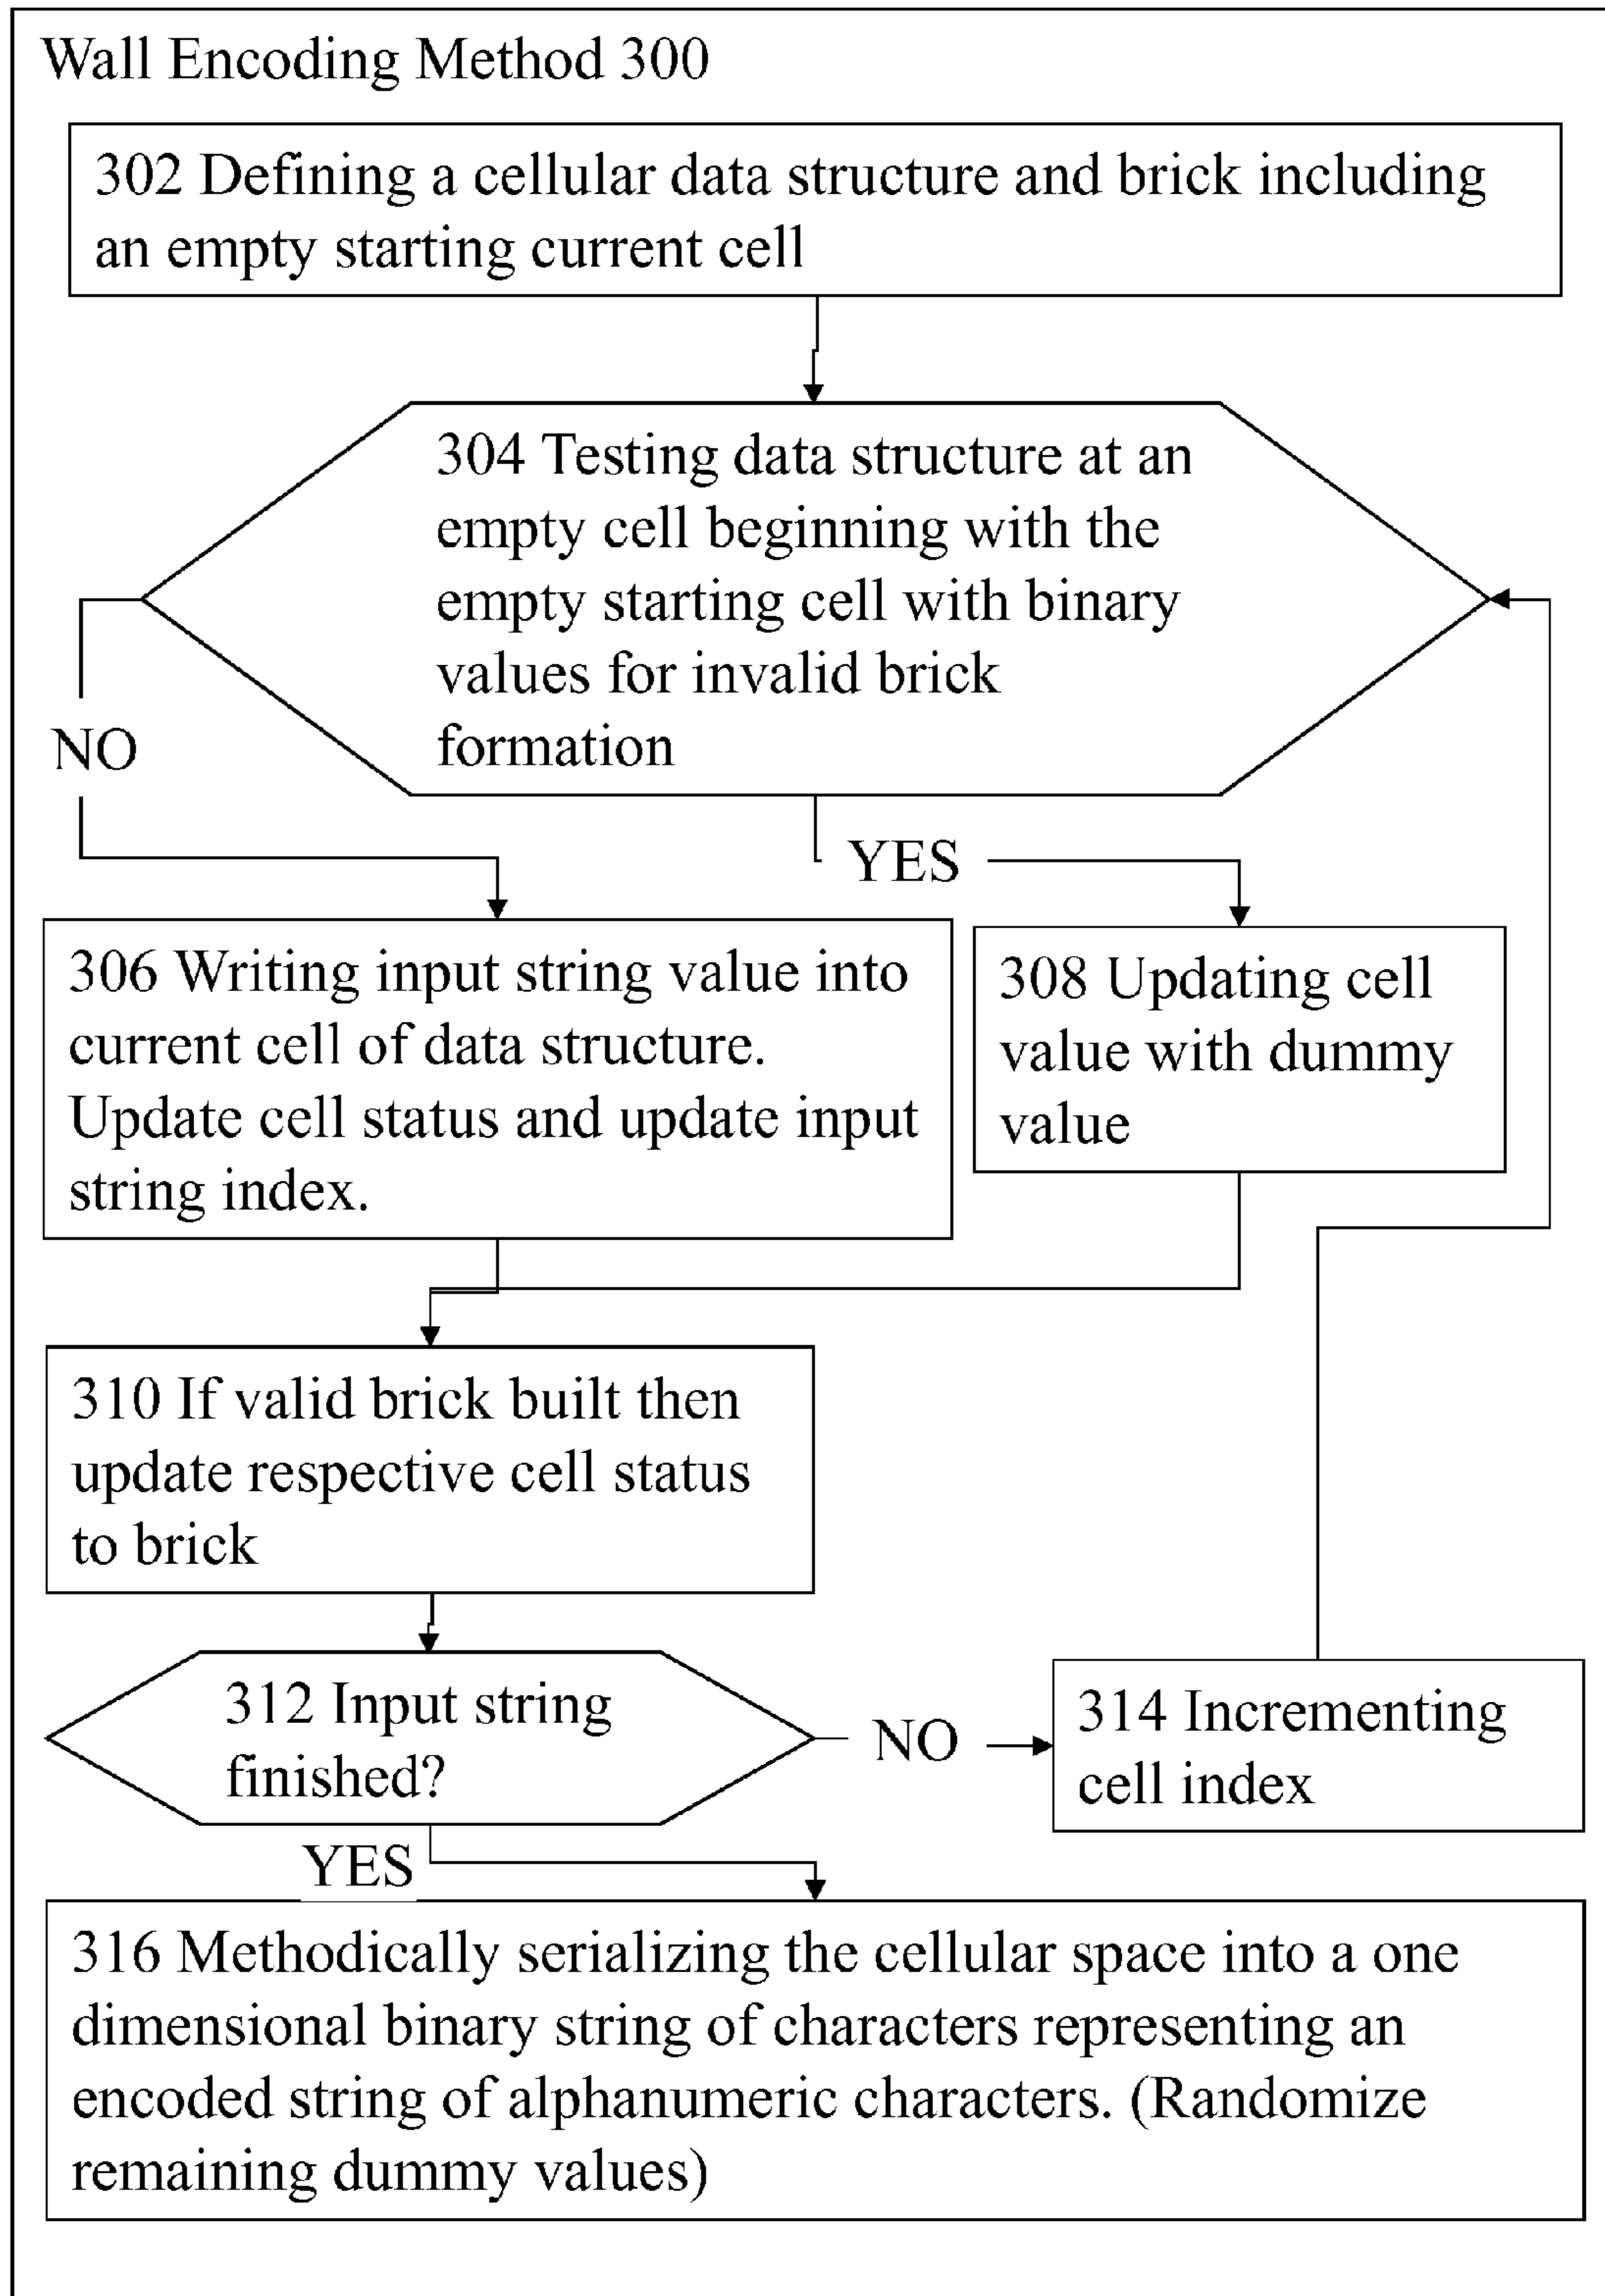 Wall Encoding Method 300
302 Defining a cellular data structure and brick including
an empty starting current cell
304 Testing data structure at an
empty cell beginning with the
empty starting cell with binary
values for invalid brick
formation
NO
YES
306 Writing input string value into
current cell of data structure.
Update cell status and update input
string index.
308 Updating cell
value with dummy
value
310 If valid brick built then
update respective cell status
to brick
312 Input string
finished?
NO
314 Incrementing
cell index
YES
316 Methodically serializing the cellular space into a one
dimensional binary string of characters representing an
encoded string of alphanumeric characters. (Randomize
remaining dummy values)